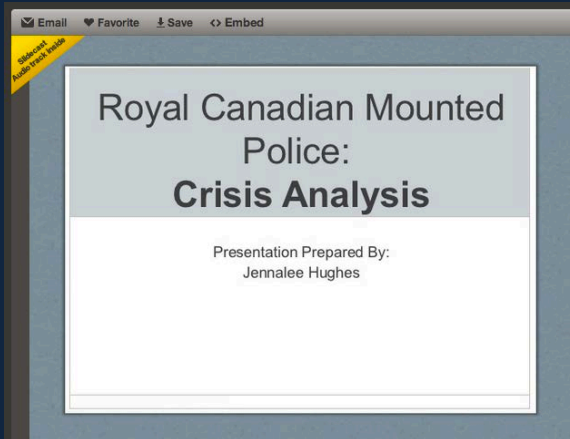 Email Favorite Save <> Embed
Slidecast
Audio track inside
Royal Canadian Mounted
Police:
Crisis Analysis
Presentation Prepared By:
Jennalee Hughes